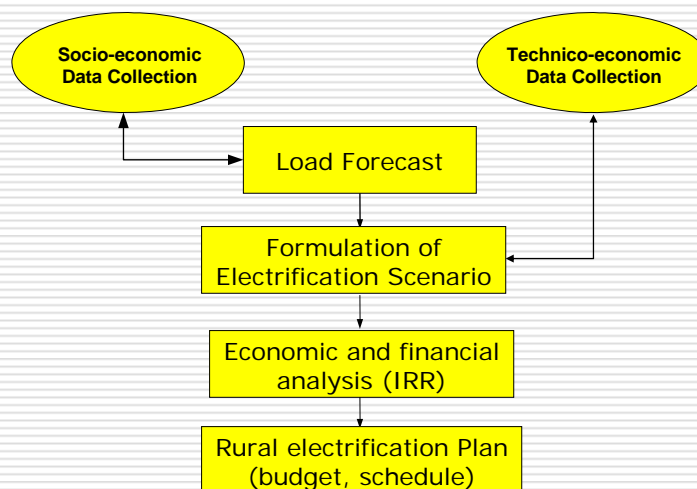 Socio-economic
Data Collection
Technico-economic
Data Collection
Load Forecast
Formulation of
Electrification Scenario
Economic and financial
analysis (IRR)
Rural electrification Plan
(budget, schedule)